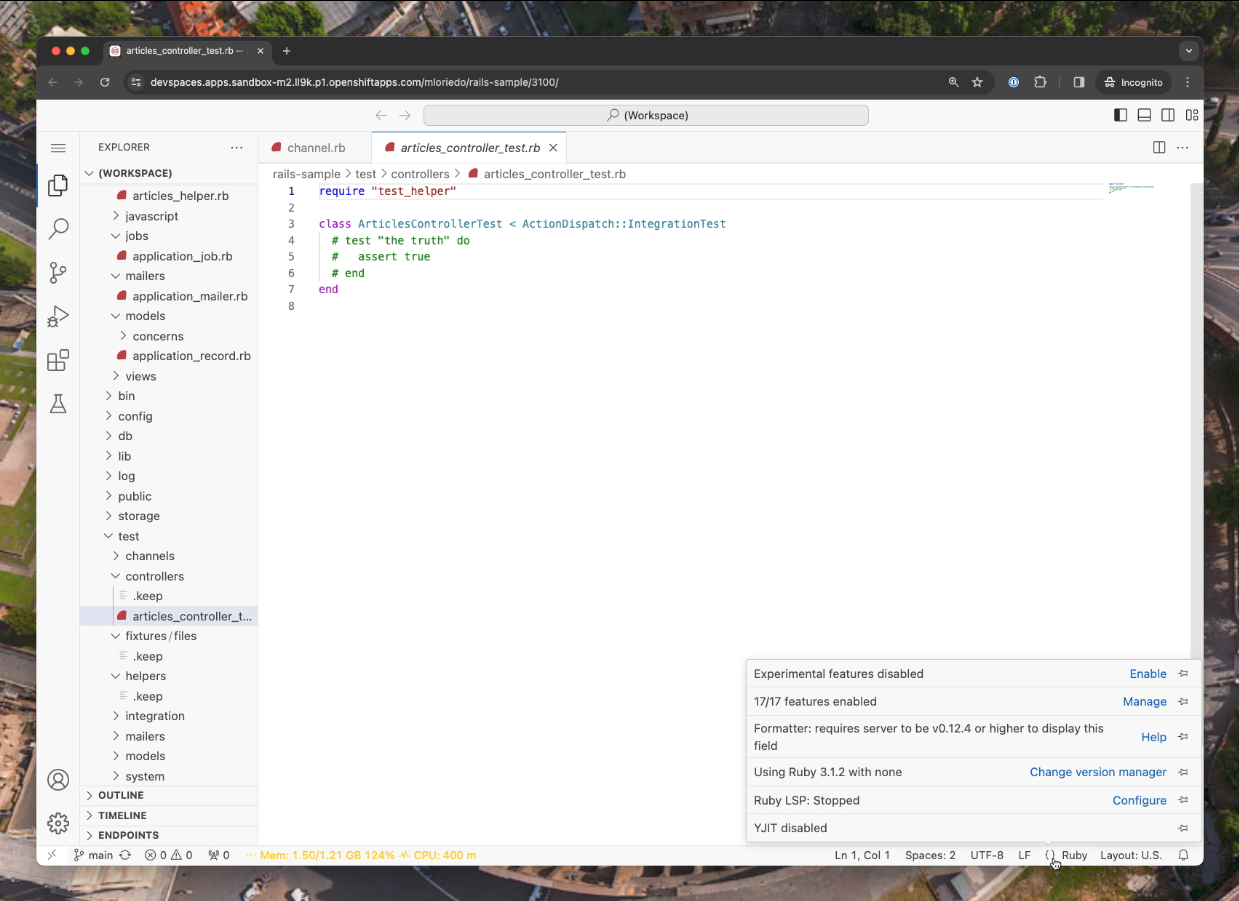 articles_controller_test.rb —
devspaces.apps.sandbox-m2.ll9k.p1.openshiftapps.com/mloriedo/rails-sample/3100/
Incognito
(Workspace)
EXPLORER
channel.rb
articles_controller_test.rb
(WORKSPACE)
rails-sample > test > controllers > articles_controller_test.rb
articles_helper.rb
javascript
jobs
application_job.rb
mailers
application_mailer.rb
models
concerns
application_record.rb
views
bin
config
db
lib
log
public
storage
test
channels
controllers
.keep
articles_controller_t...
fixtures/files
.keep
helpers
.keep
integration
mailers
models
system
OUTLINE
TIMELINE
ENDPOINTS
1 require "test_helper"
2
3 class ArticlesControllerTest < ActionDispatch::IntegrationTest
4 # test "the truth" do
5 #   assert true
6 # end
7 end
8
Experimental features disabled Enable
17/17 features enabled Manage
Formatter: requires server to be v0.12.4 or higher to display this
field
Help
Using Ruby 3.1.2 with none Change version manager
Ruby LSP: Stopped Configure
YJIT disabled
main 0 0 0 ··· Mem: 1.50/1.21 GB 124% CPU: 400 m Ln 1, Col 1 Spaces: 2 UTF-8 LF {} Ruby Layout: U.S.